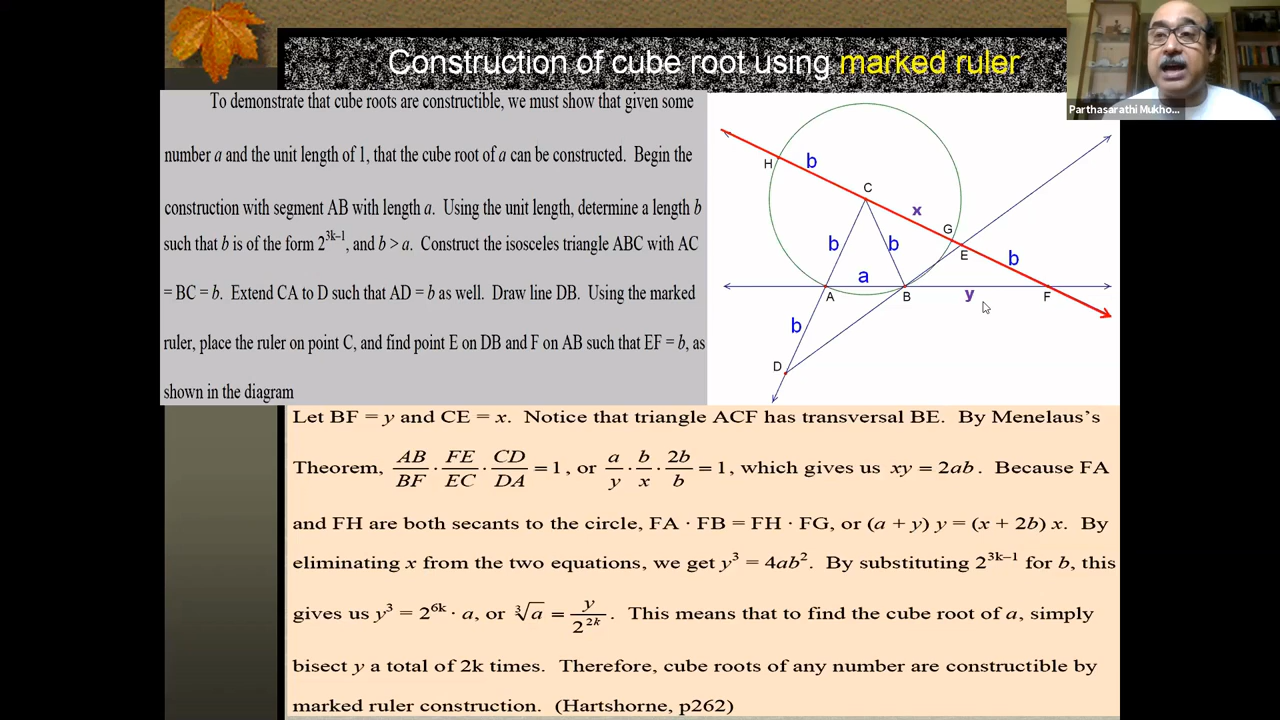 Construction of cube root using marked ruler
Parthasarathi Mukho...
To demonstrate that cube roots are constructible, we must show that given some
number a and the unit length of 1, that the cube root of a can be constructed. Begin the
construction with segment AB with length a. Using the unit length, determine a length b
such that b is of the form 2^{3k–1}, and b > a. Construct the isosceles triangle ABC with AC
= BC = b. Extend CA to D such that AD = b as well. Draw line DB. Using the marked
ruler, place the ruler on point C, and find point E on DB and F on AB such that EF = b, as
shown in the diagram
H
b
C
x
G
b
b
E
b
a
A
B
y
F
b
D
Let BF = y and CE = x. Notice that triangle ACF has transversal BE. By Menelaus's
Theorem, AB/BF · FE/EC · CD/DA = 1, or a/y · b/x · 2b/b = 1, which gives us xy = 2ab. Because FA
and FH are both secants to the circle, FA · FB = FH · FG, or (a + y) y = (x + 2b) x. By
eliminating x from the two equations, we get y³ = 4ab². By substituting 2^{3k–1} for b, this
gives us y³ = 2^{6k} · a, or ∛a = y/2^{2k}. This means that to find the cube root of a, simply
bisect y a total of 2k times. Therefore, cube roots of any number are constructible by
marked ruler construction. (Hartshorne, p262)